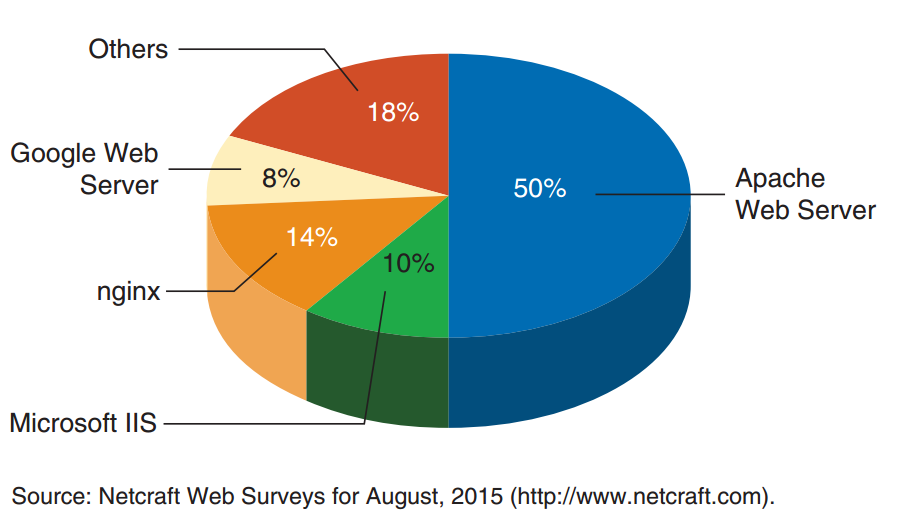 Others
18%
Google Web
Server
8%
50%
Apache
Web Server
14%
10%
nginx
Microsoft IIS
Source: Netcraft Web Surveys for August, 2015 (http://www.netcraft.com).